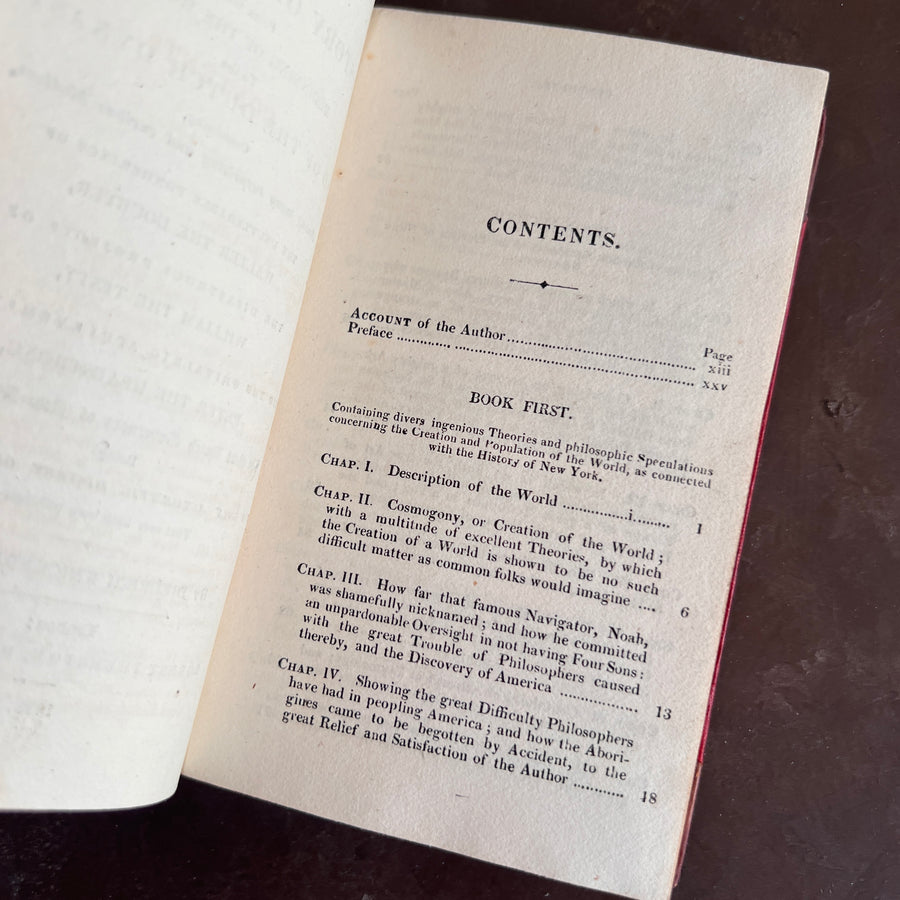 CONTENTS.
Page
ACCOUNT of the Author................................................ xiii
Preface ............. ........................................................ xxv
BOOK FIRST.
Containing divers ingenious Theories and philosophic Speculations
concerning the Creation and Population of the World, as connected
with the History of New York.
CHAP. I. Description of the World ................i......... 1
CHAP. II. Cosmogony, or Creation of the World;
with a multitude of excellent Theories, by which
the Creation of a World is shown to be no such
difficult matter as common folks would imagine .... 6
CHAP. III. How far that famous Navigator, Noah,
was shamefully nicknamed; and how he committed
an unpardonable Oversight in not having Four Sons:
with the great Trouble of Philosophers caused
thereby, and the Discovery of America ................. 13
CHAP. IV. Showing the great Difficulty Philosophers
have had in peopling America; and how the Abori-
gines came to be begotten by Accident, to the
great Relief and Satisfaction of the Author ........... 18